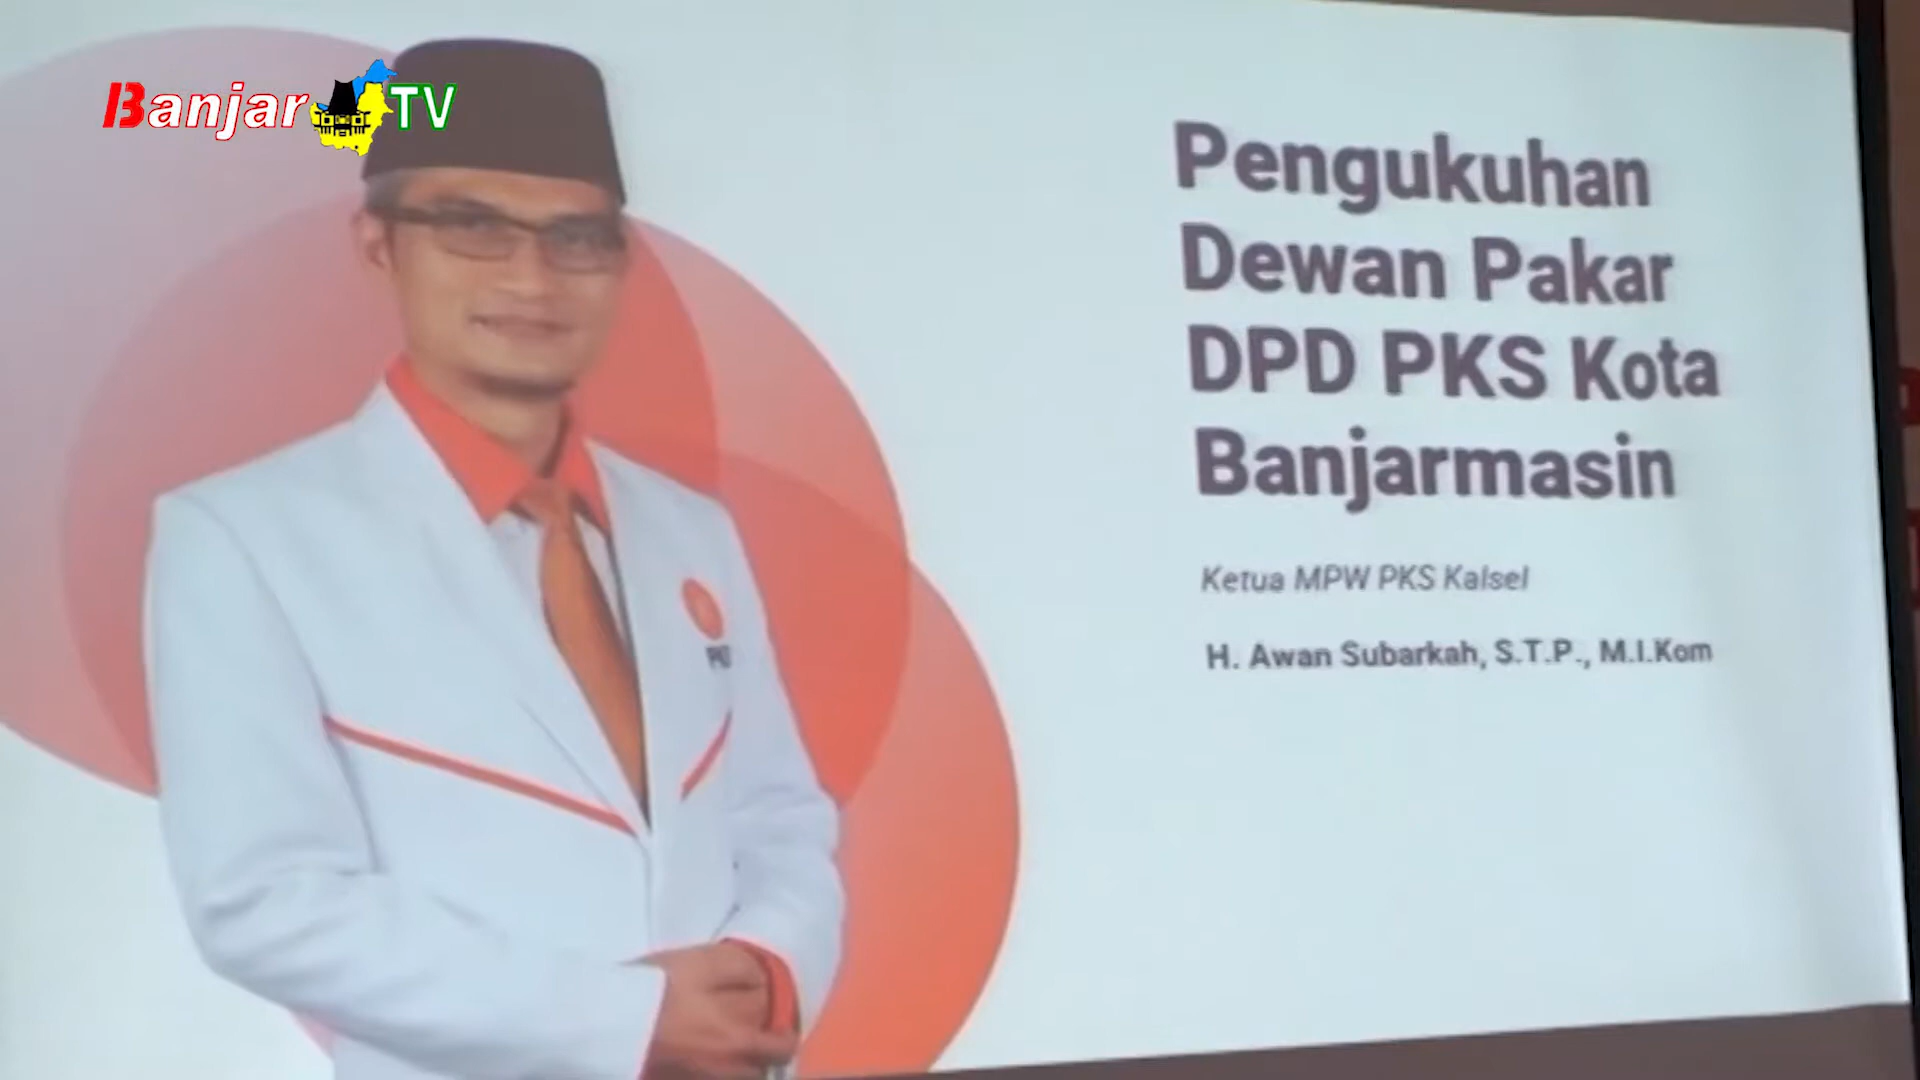 Banjar TV
Pengukuhan
Dewan Pakar
DPD PKS Kota
Banjarmasin
Ketua MPW PKS Kalsel
H. Awan Subarkah, S.T.P., M.I.Kom